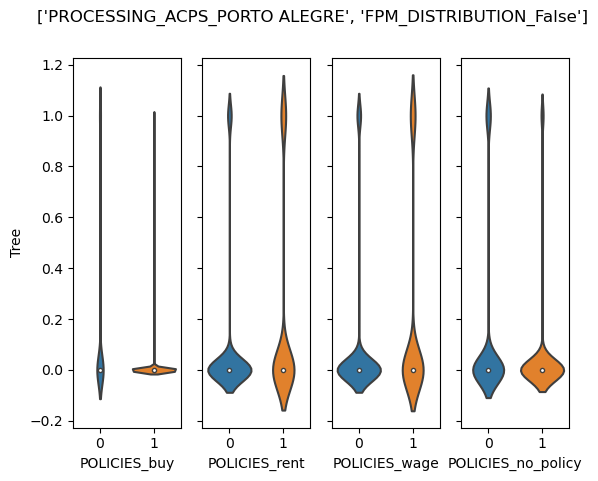 ['PROCESSING_ACPS_PORTO ALEGRE', 'FPM_DISTRIBUTION_False']
1.2
1.0
0.8
0.6
0.4
0.2
0.0
−0.2
Tree
0 1
POLICIES_buy
0 1
POLICIES_rent
0 1
POLICIES_wage
0 1
POLICIES_no_policy